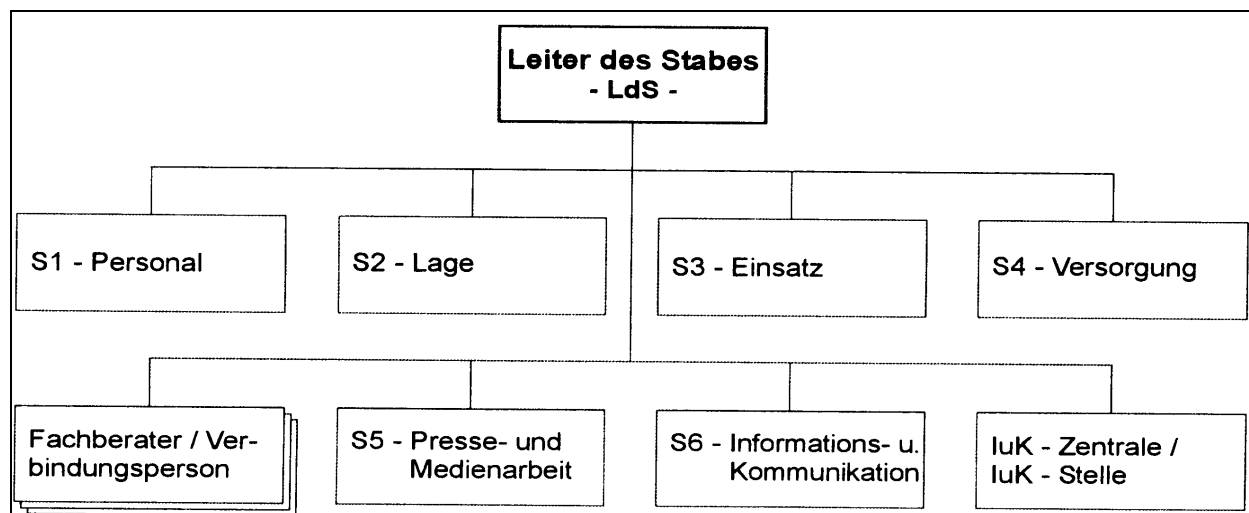 Leiter des Stabes
- LdS -
S1 - Personal
S2 - Lage
S3 - Einsatz
S4 - Versorgung
Fachberater / Ver-
bindungsperson
S5 - Presse- und
Medienarbeit
S6 - Informations- u.
Kommunikation
IuK - Zentrale /
IuK - Stelle